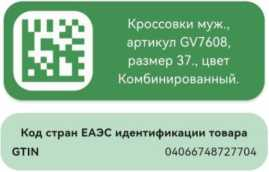 Кроссовки муж.,
артикул GV7608,
размер 37., цвет
Комбинированный.
Код стран ЕАЭС идентификации товара
GTIN 04066748727704